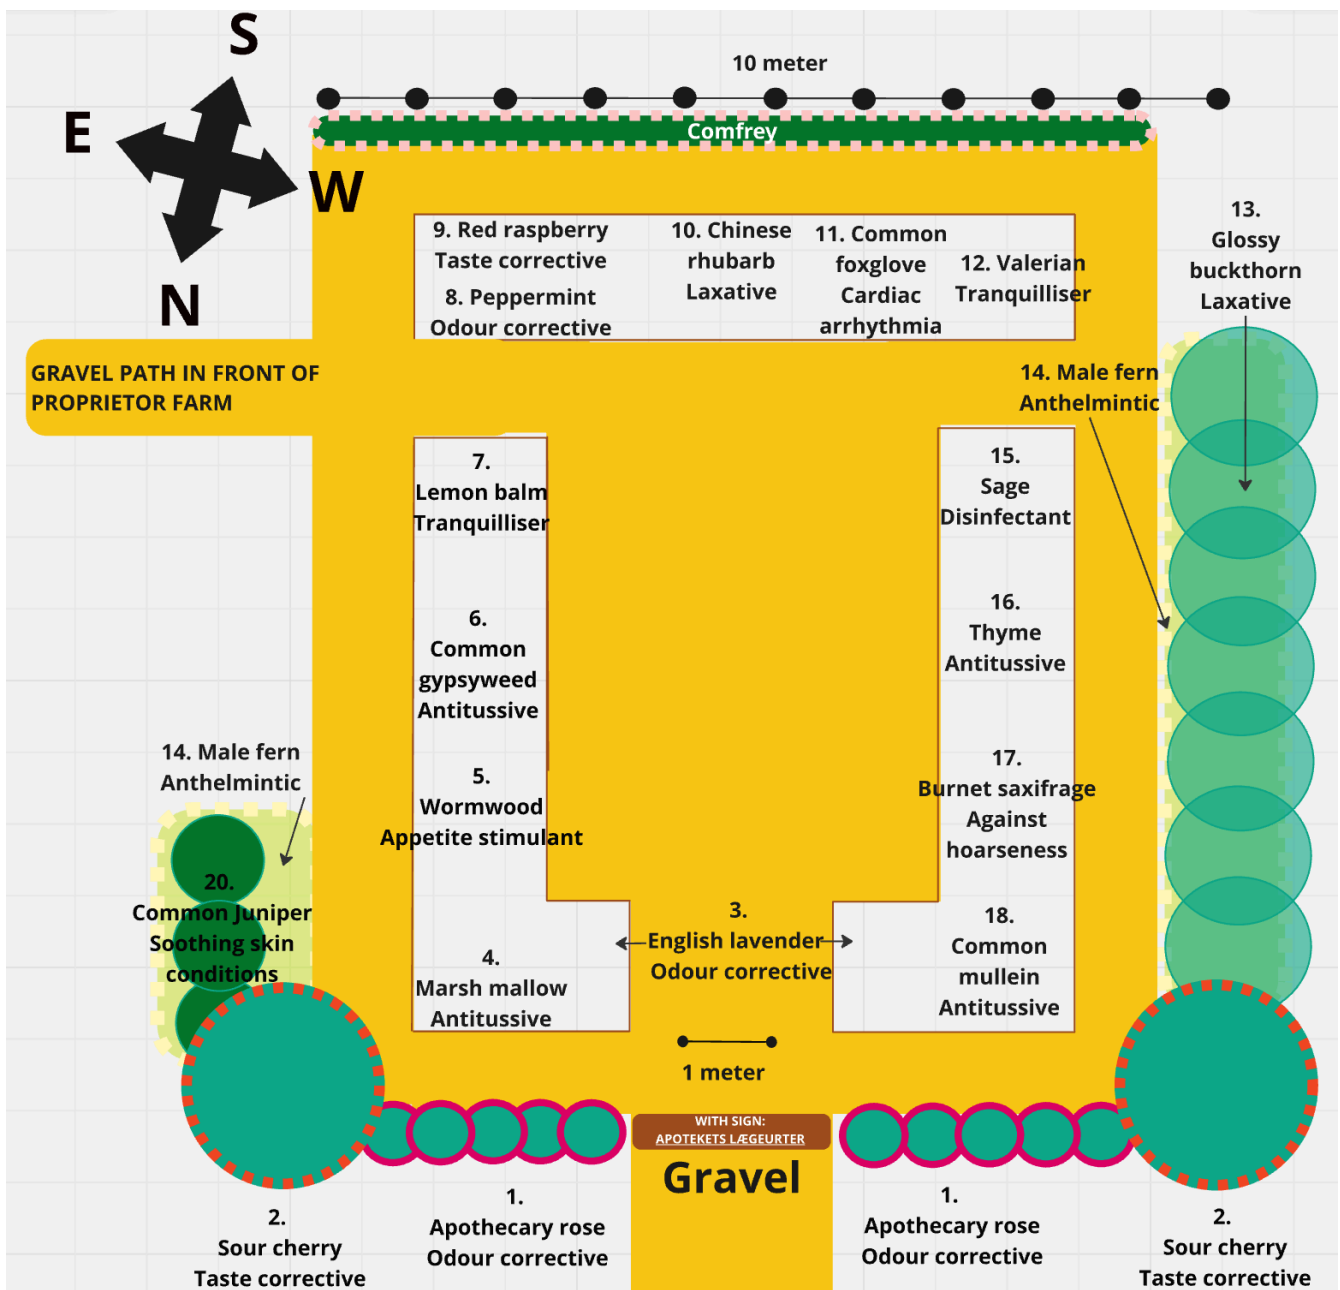 S
10 meter
Comfrey
E
W
N
9. Red raspberry
Taste corrective
8. Peppermint
Odour corrective
10. Chinese
rhubarb
Laxative
11. Common
foxglove
Cardiac
arrhythmia
12. Valerian
Tranquilliser
13.
Glossy
buckthorn
Laxative
GRAVEL PATH IN FRONT OF
PROPRIETOR FARM
14. Male fern
Anthelmintic
7.
Lemon balm
Tranquilliser
15.
Sage
Disinfectant
6.
Common
gypsyweed
Antitussive
16.
Thyme
Antitussive
5.
Wormwood
Appetite stimulant
17.
Burnet saxifrage
Against
hoarseness
14. Male fern
Anthelmintic
20.
Common Juniper
Soothing skin
conditions
4.
Marsh mallow
Antitussive
3.
English lavender
Odour corrective
18.
Common
mullein
Antitussive
1 meter
WITH SIGN:
APOTEKETS LÆGEURTER
Gravel
2.
Sour cherry
Taste corrective
1.
Apothecary rose
Odour corrective
1.
Apothecary rose
Odour corrective
2.
Sour cherry
Taste corrective